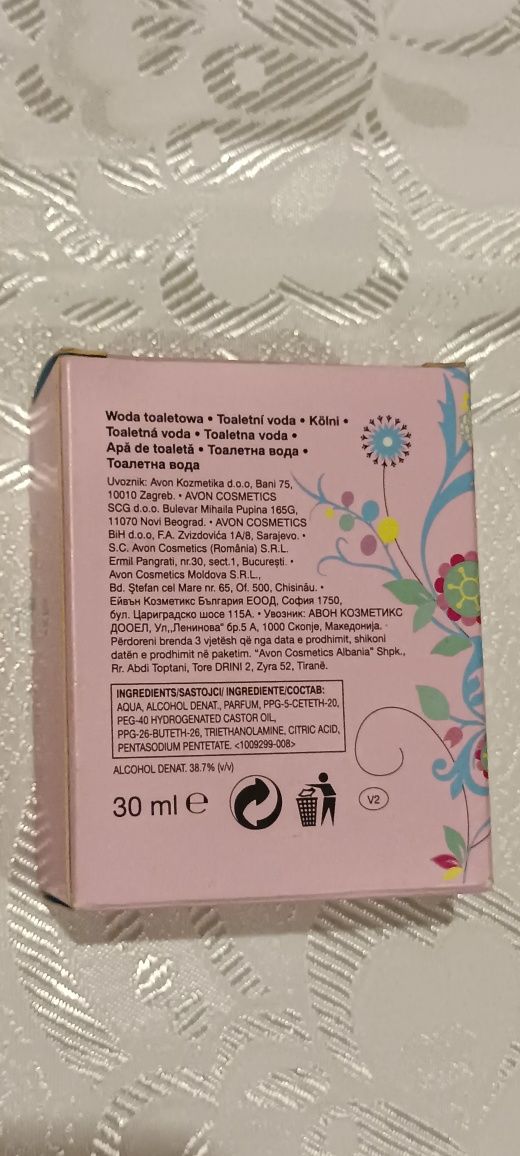 Woda toaletowa • Toaletní voda • Kölni •
Toaletná voda • Toaletna voda •
Apă de toaletă • Тоалетна вода •
Тоалетна вода
Uvoznik: Avon Kozmetika d.o.o, Bani 75,
10010 Zagreb. • AVON COSMETICS
SCG d.o.o. Bulevar Mihaila Pupina 165G,
11070 Novi Beograd. • AVON COSMETICS
BiH d.o.o, F.A. Zvizdovića 1A/8, Sarajevo. •
S.C. Avon Cosmetics (România) S.R.L.
Ermil Pangrati, nr.30, sect.1, Bucureşti. •
Avon Cosmetics Moldova S.R.L.,
Bd. Ştefan cel Mare nr. 65, Of. 500, Chisinău. •
Ейвън Козметикс България ЕООД, София 1750,
бул. Цариградско шосе 115А. • Увозник: АВОН КОЗМЕТИКС
ДООЕЛ, Ул.„Ленинова" бр.5 А, 1000 Скопје, Македонија. ·
Përdoreni brenda 3 vjetësh që nga data e prodhimit, shikoni
datën e prodhimit në paketim. "Avon Cosmetics Albania" Shpk.,
Rr. Abdi Toptani, Tore DRINI 2, Zyra 52, Tiranë.
INGREDIENTS/SASTOJCI/ INGREDIENTE/СОСТАВ:
AQUA, ALCOHOL DENAT., PARFUM, PPG-5-CETETH-20,
PEG-40 HYDROGENATED CASTOR OIL,
PPG-26-BUTETH-26, TRIETHANOLAMINE, CITRIC ACID,
PENTASODIUM PENTETATE. <1009299-008>
ALCOHOL DENAT. 38.7% (v/v)
30 ml ℮
V2